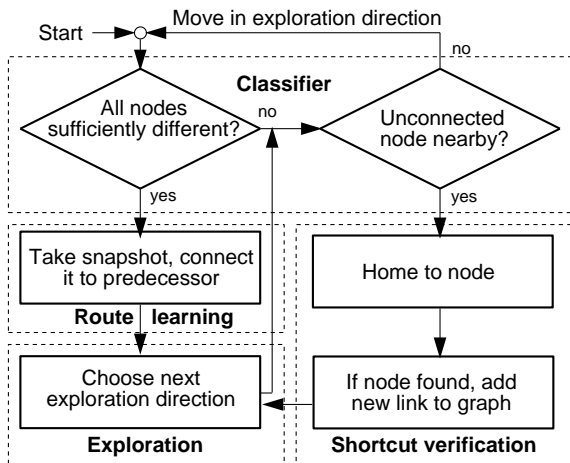 Move in exploration direction
Start
no
Classifier
All nodes
sufficiently different?
no
Unconnected
node nearby?
yes
yes
Take snapshot, connect
it to predecessor
Route learning
Home to node
Choose next
exploration direction
Exploration
If node found, add
new link to graph
Shortcut verification